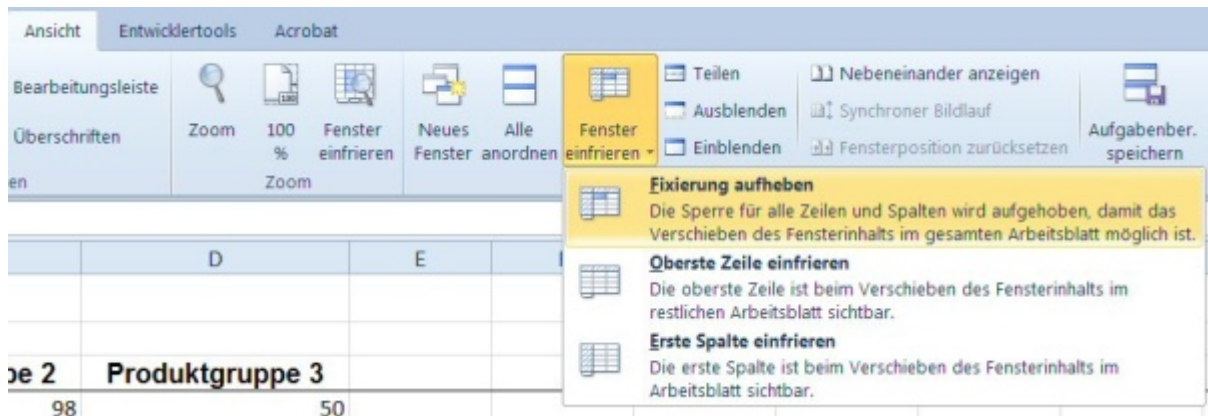 Ansicht Entwicklertools Acrobat
Bearbeitungsleiste
Überschriften
en
Zoom
100 %
Fenster einfrieren
Zoom
Neues Fenster
Alle anordnen
Fenster einfrieren
Teilen
Ausblenden
Einblenden
Nebeneinander anzeigen
Synchroner Bildlauf
Fensterposition zurücksetzen
Aufgabenber. speichern
Fixierung aufheben
Die Sperre für alle Zeilen und Spalten wird aufgehoben, damit das
Verschieben des Fensterinhalts im gesamten Arbeitsblatt möglich ist.
Oberste Zeile einfrieren
Die oberste Zeile ist beim Verschieben des Fensterinhalts im
restlichen Arbeitsblatt sichtbar.
Erste Spalte einfrieren
Die erste Spalte ist beim Verschieben des Fensterinhalts im
Arbeitsblatt sichtbar.
D E
pe 2 Produktgruppe 3
98 50